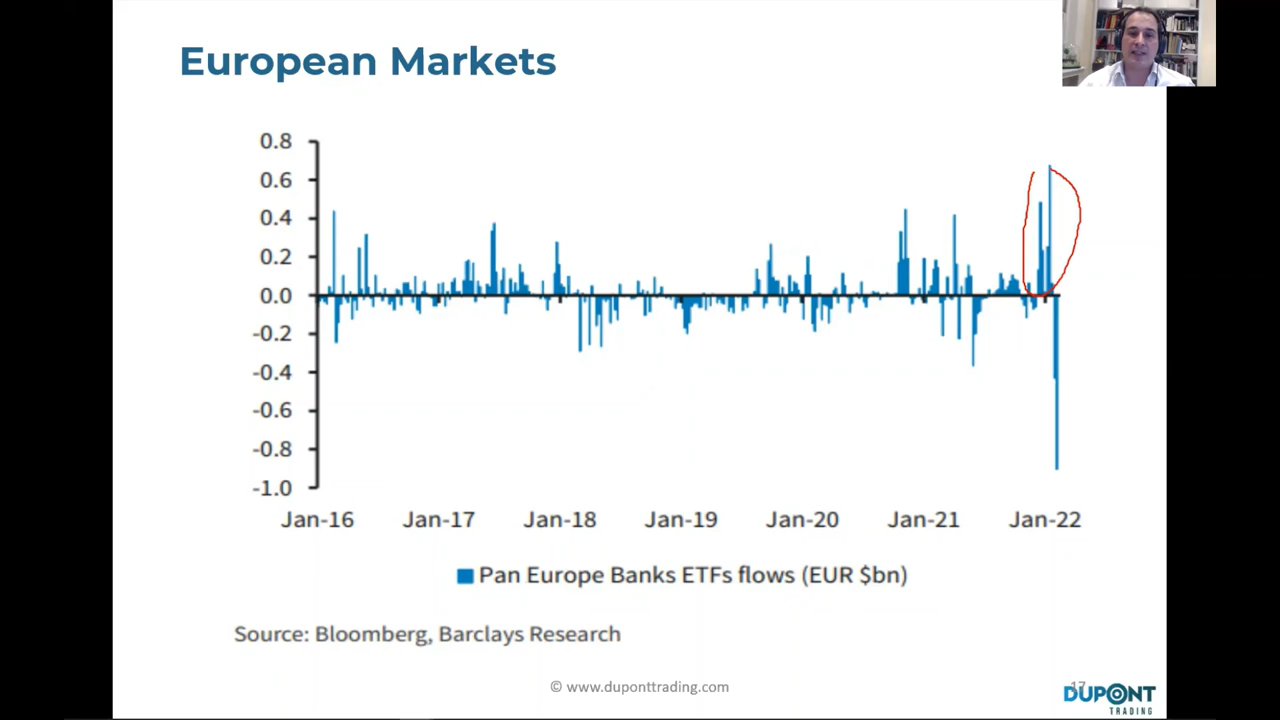 European Markets
0.8
0.6
0.4
0.2
0.0
-0.2
-0.4
-0.6
-0.8
-1.0
Jan-16 Jan-17 Jan-18 Jan-19 Jan-20 Jan-21 Jan-22
Pan Europe Banks ETFs flows (EUR $bn)
Source: Bloomberg, Barclays Research
© www.duponttrading.com
17
DUPONT
TRADING